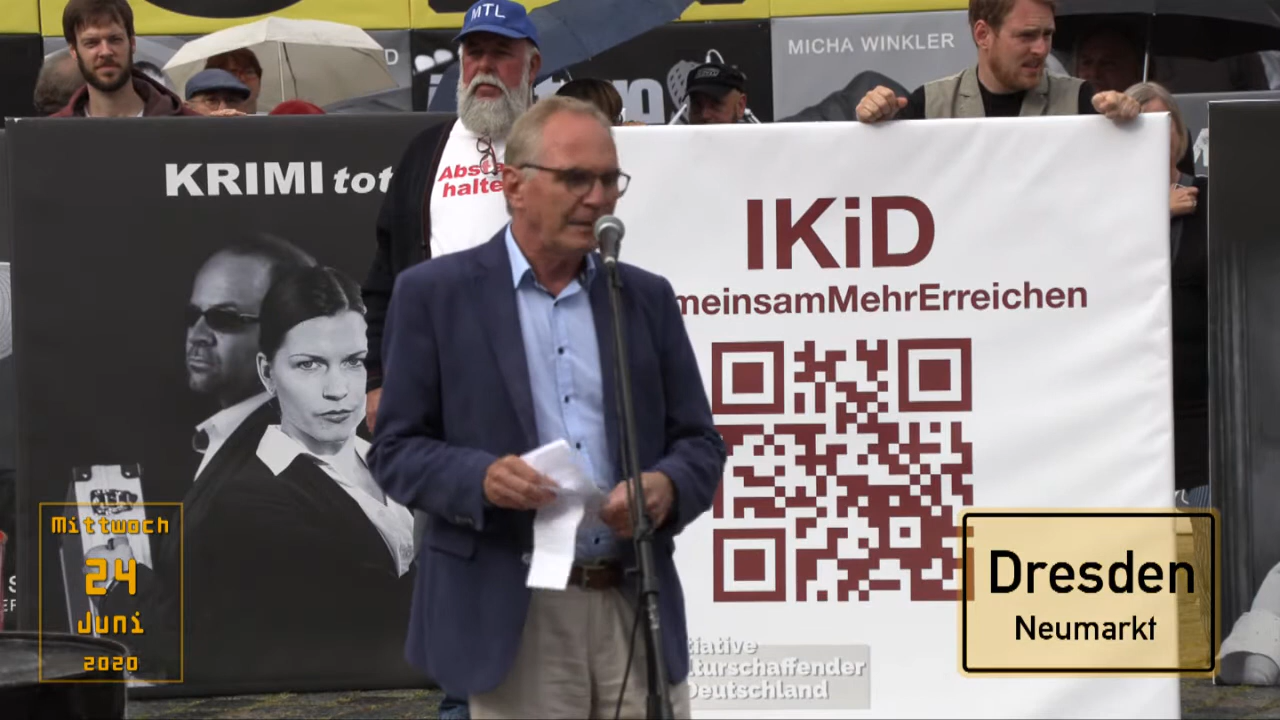 MTL
MICHA WINKLER
KRIMI tot
Absta
halte
IKiD
meinsamMehrErreichen
Mittwoch
24
Juni
2020
Dresden
Neumarkt
tiative
lturschaffender
Deutschland